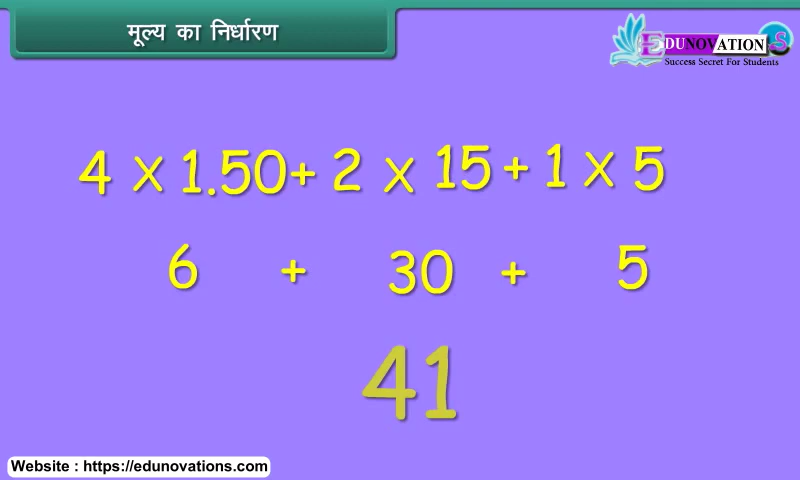 मूल्य का निर्धारण
EDUNOVATIONS
Success Secret For Students
4 X 1.50 + 2 X 15 + 1 X 5
6 + 30 + 5
41
Website : https://edunovations.com